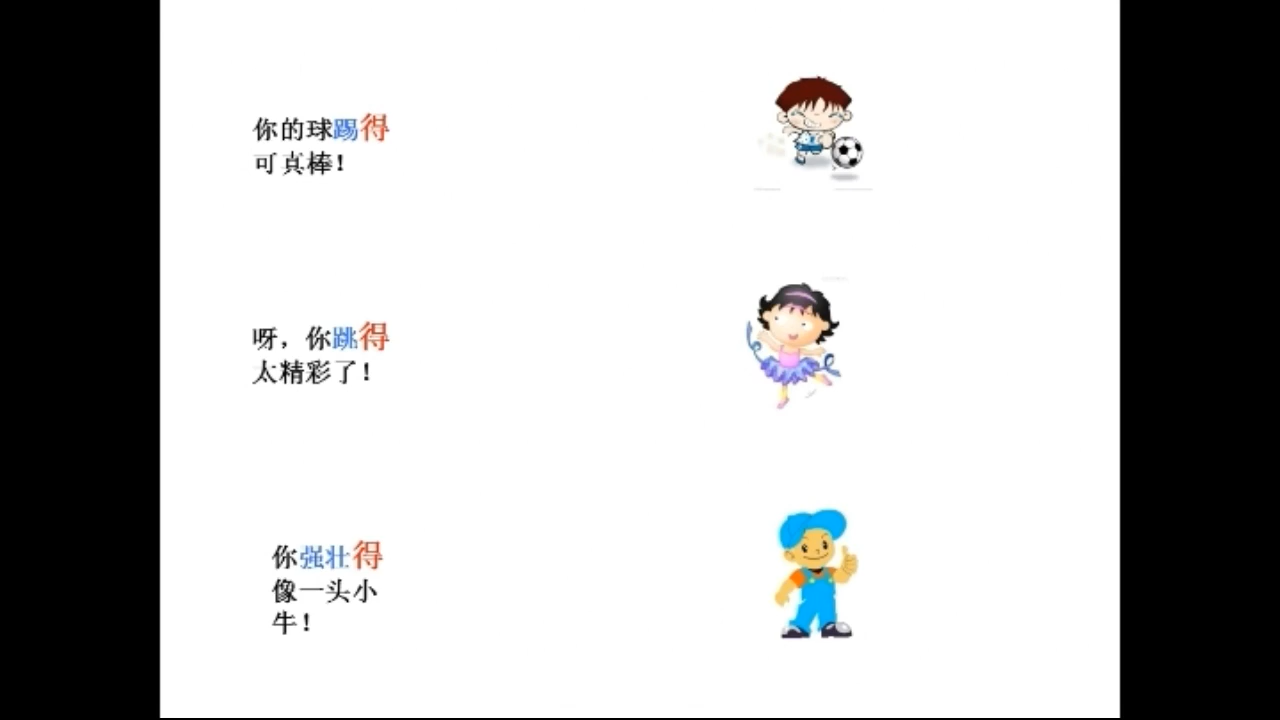 你的球踢得
可真棒！
呀，你跳得
太精彩了！
你强壮得
像一头小
牛！